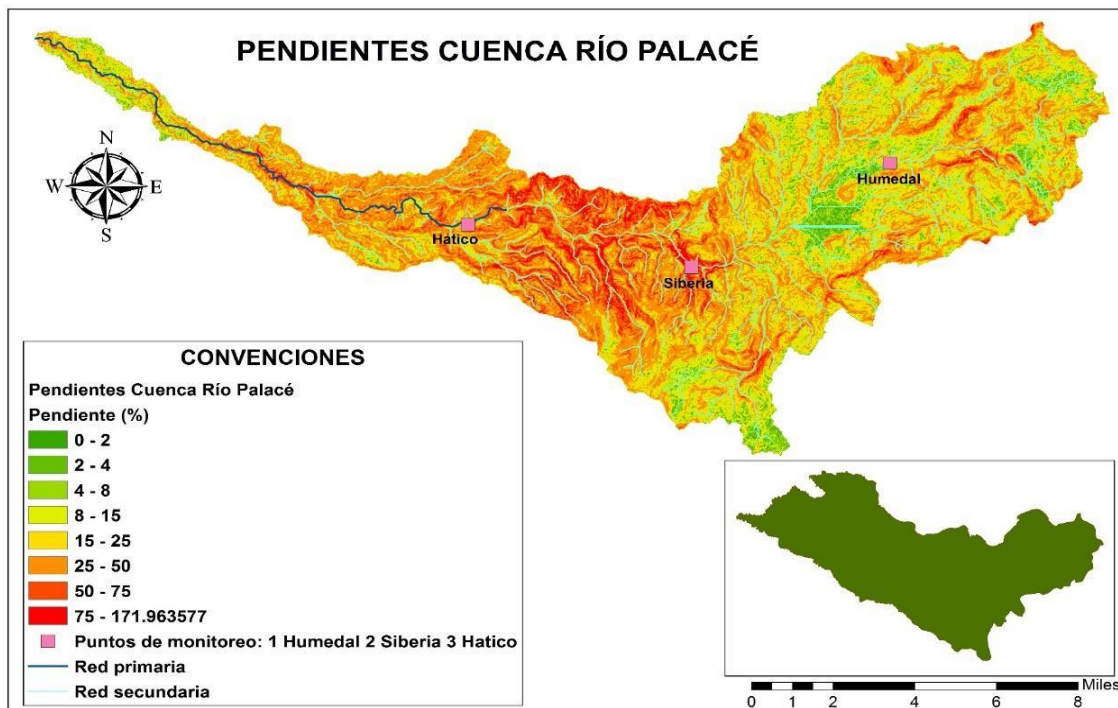 PENDIENTES CUENCA RÍO PALACÉ
N
W E
S
Humedal
Hatico
Siberia
CONVENCIONES
Pendientes Cuenca Río Palacé
Pendiente (%)
0 - 2
2 - 4
4 - 8
8 - 15
15 - 25
25 - 50
50 - 75
75 - 171.963577
Puntos de monitoreo: 1 Humedal 2 Siberia 3 Hatico
Red primaria
Red secundaria
Miles
0 1 2 4 6 8